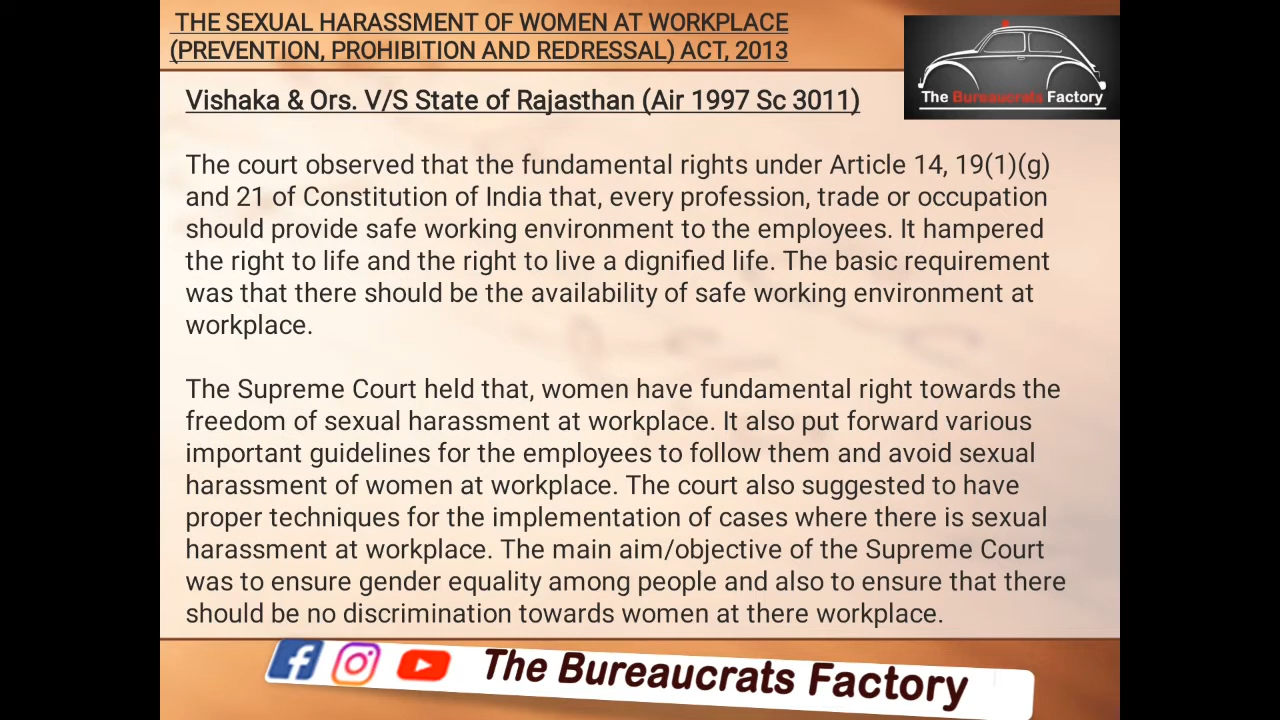 THE SEXUAL HARASSMENT OF WOMEN AT WORKPLACE
(PREVENTION, PROHIBITION AND REDRESSAL) ACT, 2013
The Bureaucrats Factory
Vishaka & Ors. V/S State of Rajasthan (Air 1997 Sc 3011)
The court observed that the fundamental rights under Article 14, 19(1)(g)
and 21 of Constitution of India that, every profession, trade or occupation
should provide safe working environment to the employees. It hampered
the right to life and the right to live a dignified life. The basic requirement
was that there should be the availability of safe working environment at
workplace.
The Supreme Court held that, women have fundamental right towards the
freedom of sexual harassment at workplace. It also put forward various
important guidelines for the employees to follow them and avoid sexual
harassment of women at workplace. The court also suggested to have
proper techniques for the implementation of cases where there is sexual
harassment at workplace. The main aim/objective of the Supreme Court
was to ensure gender equality among people and also to ensure that there
should be no discrimination towards women at there workplace.
The Bureaucrats Factory